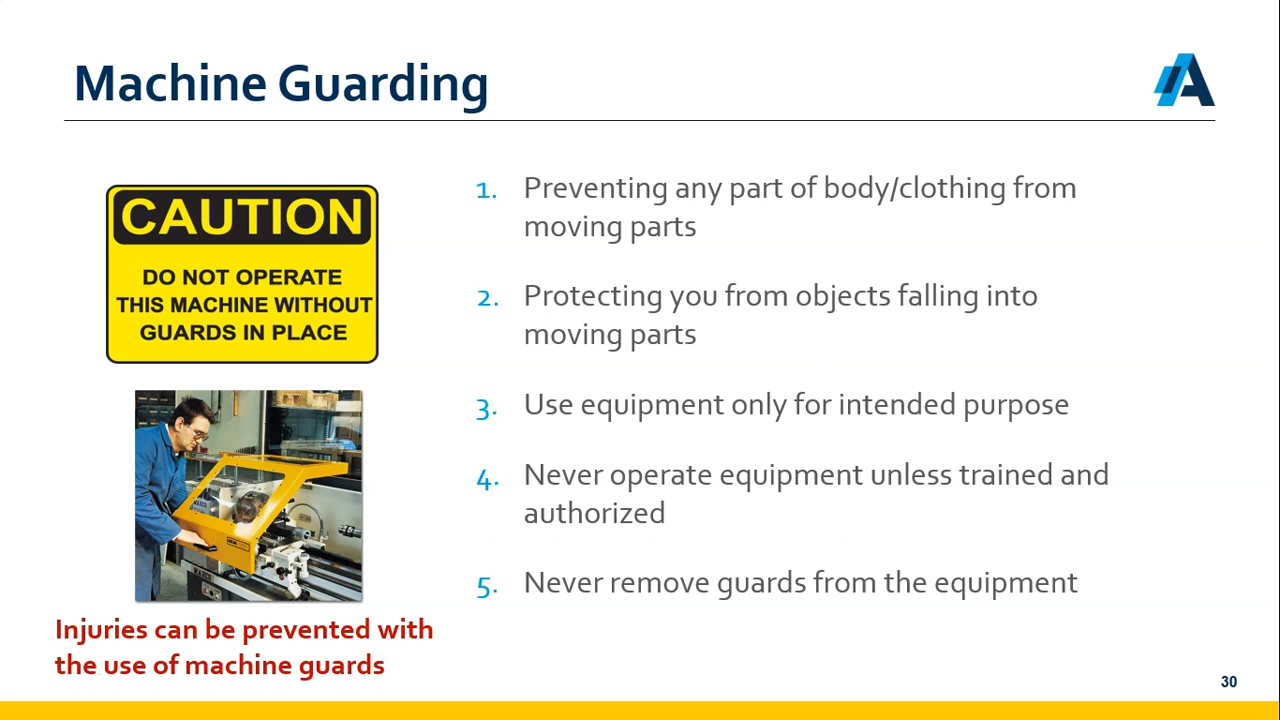 Machine Guarding
CAUTION
DO NOT OPERATE
THIS MACHINE WITHOUT
GUARDS IN PLACE
Injuries can be prevented with
the use of machine guards
1. Preventing any part of body/clothing from
moving parts
2. Protecting you from objects falling into
moving parts
3. Use equipment only for intended purpose
4. Never operate equipment unless trained and
authorized
5. Never remove guards from the equipment
30